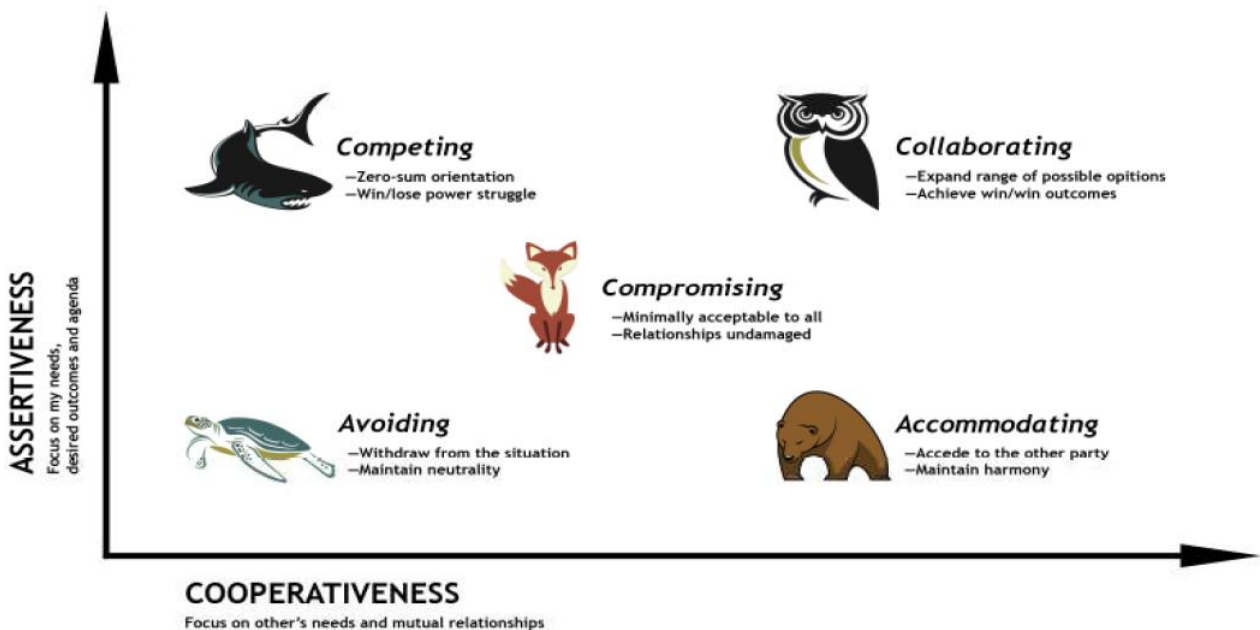 Competing
—Zero-sum orientation
—Win/lose power struggle
Collaborating
—Expand range of possible opitions
—Achieve win/win outcomes
Compromising
—Minimally acceptable to all
—Relationships undamaged
Avoiding
—Withdraw from the situation
—Maintain neutrality
Accommodating
—Accede to the other party
—Maintain harmony
ASSERTIVENESS
Focus on my needs,
desired outcomes and agenda
COOPERATIVENESS
Focus on other's needs and mutual relationships